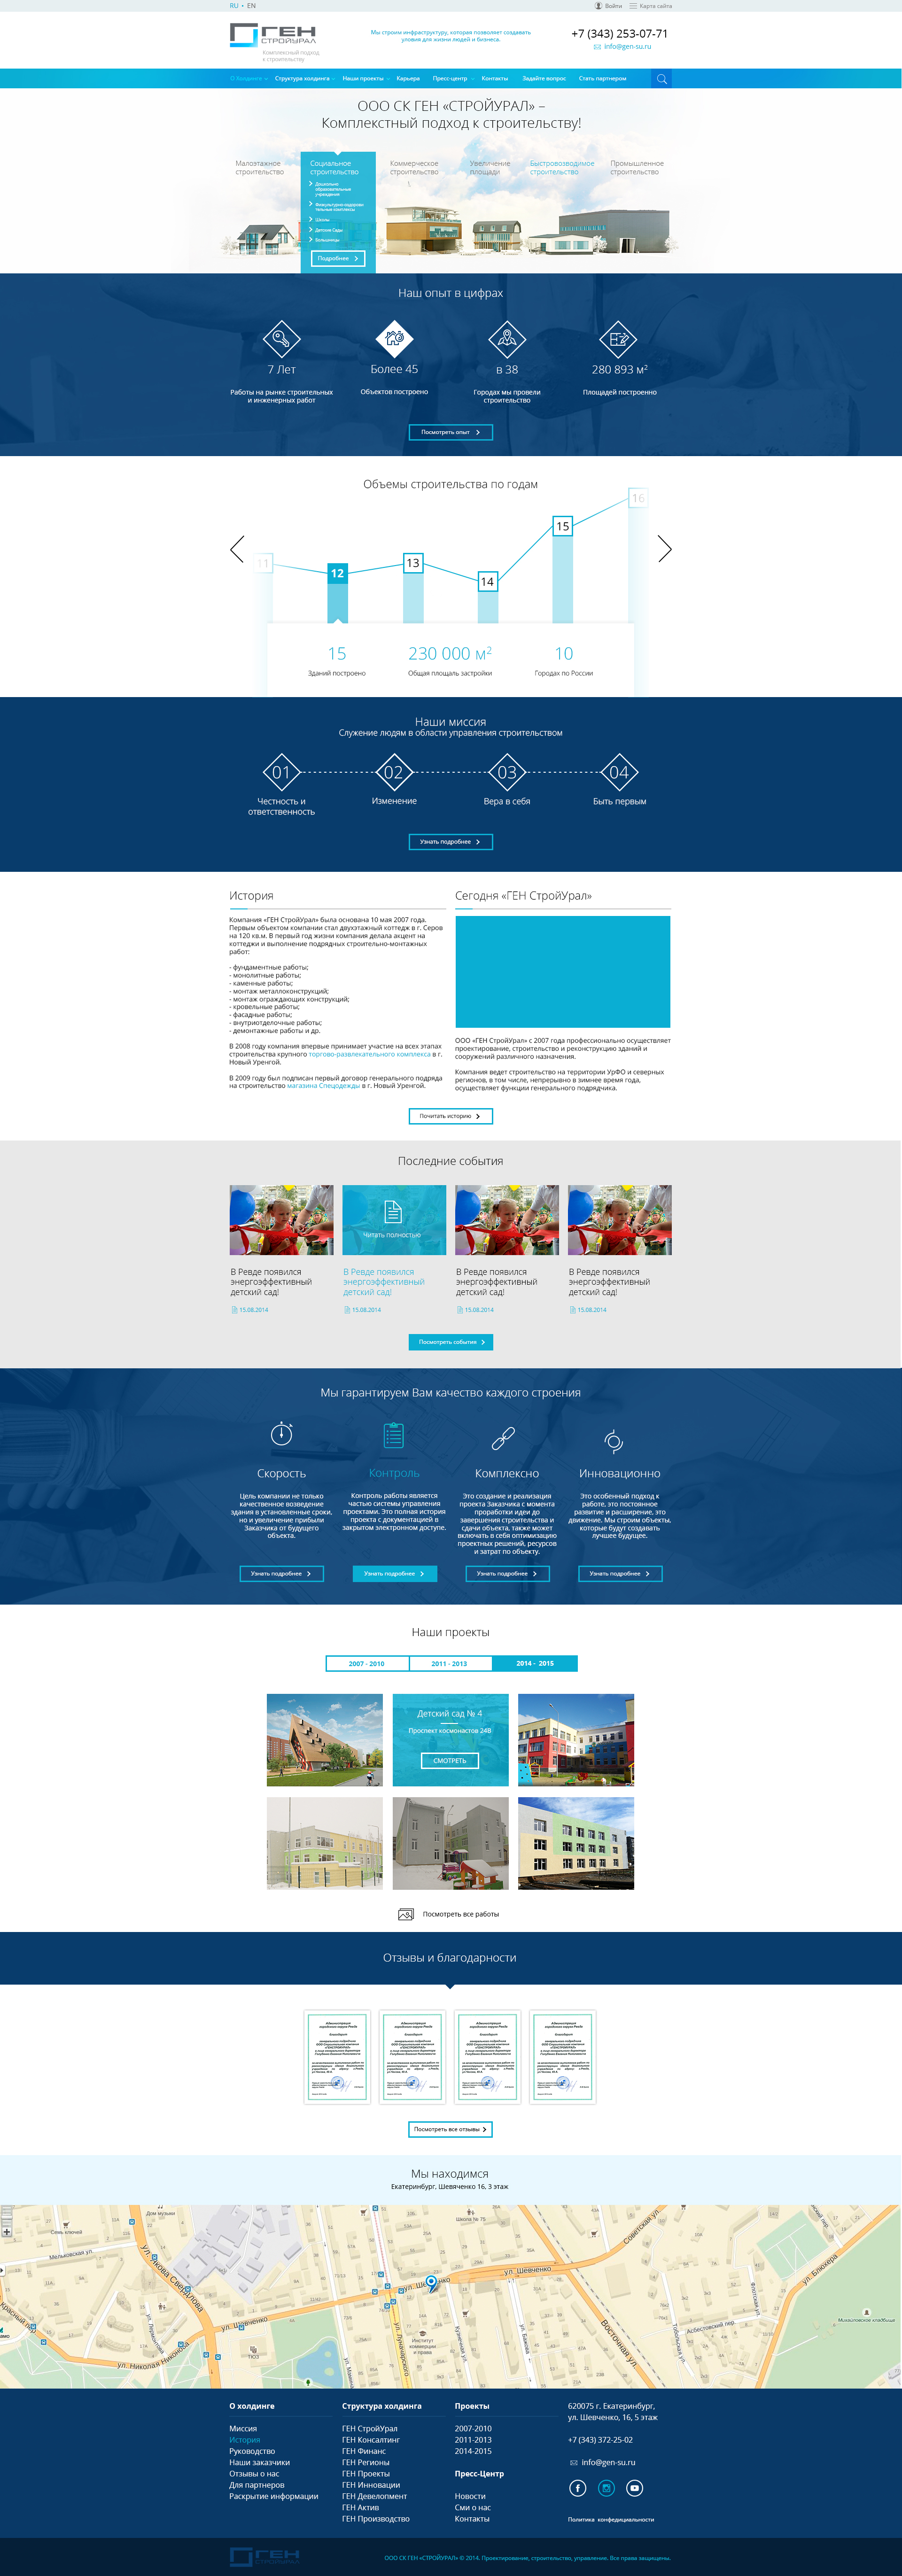 RU • EN
Войти
Карта сайта
ГЕН
СТРОЙУРАЛ
Комплексный подход
к строительству
Мы строим инфраструктуру, которая позволяет создавать
уловия для жизни людей и бизнеса.
+7 (343) 253-07-71
info@gen-su.ru
О Холдинге
Структура холдинга
Наши проекты
Карьера
Пресс-центр
Контакты
Задайте вопрос
Стать партнером
ООО СК ГЕН «СТРОЙУРАЛ» –
Комплекстный подход к строительству!
Малоэтажное
строительство
Социальное
строительство
Дошкольно
образовательные
учреждения
Физкультурно-оздорови-
тельные комплексы
Школы
Детские Сады
Больницы
Подробнее
Коммерческое
строительство
Увеличение
площади
Быстровозводимое
строительство
Промышленное
строительство
Наш опыт в цифрах
7 Лет
Более 45
в 38
280 893 м²
Работы на рынке строительных
и инженерных работ
Объектов построено
Городах мы провели
строительство
Площадей построенно
Посмотреть опыт
Объемы строительства по годам
11
12
13
14
15
16
15
230 000 м²
10
Зданий построено
Общая площаль застройки
Городах по России
Наши миссия
Служение людям в области управления строительством
01
02
03
04
Честность и
ответственность
Изменение
Вера в себя
Быть первым
Узнать подробнее
История
Компания «ГЕН СтройУрал» была основана 10 мая 2007 года.
Первым объектом компании стал двухэтажный коттедж в г. Серов
на 120 кв.м. В первый год жизни компания делала акцент на
коттеджи и выполнение подрядных строительно-монтажных
работ:
- фундаментные работы;
- монолитные работы;
- каменные работы;
- монтаж металлоконструкций;
- монтаж ограждающих конструкций;
- кровельные работы;
- фасадные работы;
- внутриотделочные работы;
- демонтажные работы и др.
В 2008 году компания впервые принимает участие на всех этапах
строительства крупного торгово-развлекательного комплекса в г.
Новый Уренгой.
В 2009 году был подписан первый договор генерального подряда
на строительство магазина Спецодежды в г. Новый Уренгой.
Сегодня «ГЕН СтройУрал»
ООО «ГЕН СтройУрал» с 2007 года профессионально осуществляет
проектирование, строительство и реконструкцию зданий и
сооружений различного назначения.
Компания ведет строительство на территории УрФО и северных
регионов, в том числе, непрерывно в зимнее время года,
осуществляет функции генерального подрядчика.
Почитать историю
Последние события
Читать полностью
В Ревде появился
энергоэффективный
детский сад!
15.08.2014
В Ревде появился
энергоэффективный
детский сад!
15.08.2014
В Ревде появился
энергоэффективный
детский сад!
15.08.2014
В Ревде появился
энергоэффективный
детский сад!
15.08.2014
Посмотреть события
Мы гарантируем Вам качество каждого строения
Скорость
Цель компании не только
качественное возведение
здания в установленные сроки,
но и увеличение прибыли
Заказчика от будущего
объекта.
Узнать подробнее
Контроль
Контроль работы является
частью системы управления
проектами. Это полная история
проекта с документацией в
закрытом электронном доступе.
Узнать подробнее
Комплексно
Это создание и реализация
проекта Заказчика с момента
проработки идеи до
завершения строительства и
сдачи объекта, также может
включать в себя оптимизацию
проектных решений, ресурсов
и затрат по объекту.
Узнать подробнее
Инновационно
Это особенный подход к
работе, это постоянное
развитие и расширение, это
движение. Мы строим объекты,
которые будут создавать
лучшее будущее.
Узнать подробнее
Наши проекты
2007 - 2010
2011 - 2013
2014 - 2015
Детский сад № 4
Проспект космонастов 24В
СМОТРЕТЬ
Посмотреть все работы
Отзывы и благодарности
Посмотреть все отзывы
Мы находимся
Екатеринбург, Шевяченко 16, 3 этаж
Дом музыки
Семь ключей
Мельковская ул.
Школа № 75
Советская ул.
ул. Шевченко
ул. Шевченко
ул. Николая Никонова
ТЮЗ
ул. Луначарского
Институт
коммерции
и права
Восточная ул.
Асбестовский пер.
ул. Блюхера
Михайловское кладбище
О холдинге
Миссия
История
Руководство
Наши заказчики
Отзывы о нас
Для партнеров
Раскрытие информации
Структура холдинга
ГЕН СтройУрал
ГЕН Консалтинг
ГЕН Финанс
ГЕН Регионы
ГЕН Проекты
ГЕН Инновации
ГЕН Девелопмент
ГЕН Актив
ГЕН Производство
Проекты
2007-2010
2011-2013
2014-2015
Пресс-Центр
Новости
Сми о нас
Контакты
620075 г. Екатеринбург,
ул. Шевченко, 16, 5 этаж
+7 (343) 372-25-02
info@gen-su.ru
Политика конфедициальности
ГЕН
СТРОЙУРАЛ
ООО СК ГЕН «СТРОЙУРАЛ» © 2014. Проектирование, строительство, управление. Все права защищены.